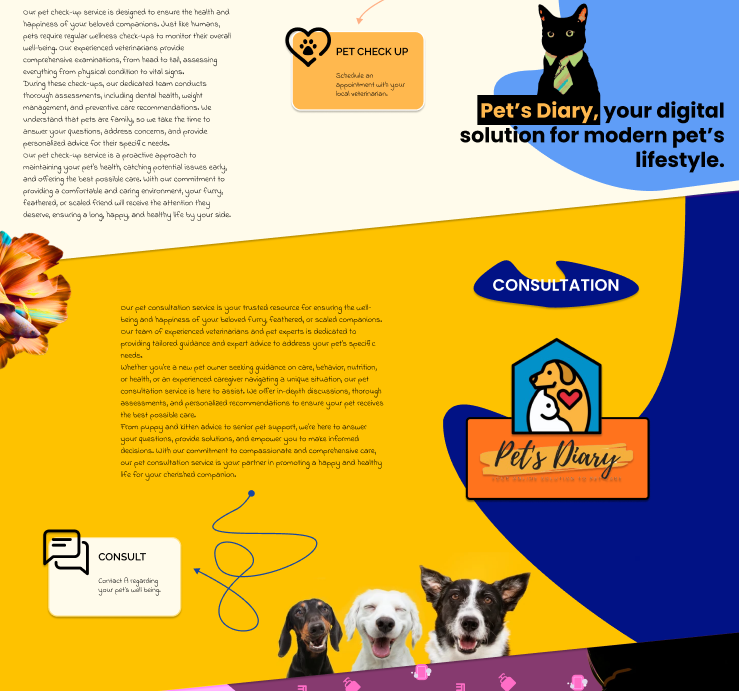 Our pet check-up service is designed to ensure the health and
happiness of your beloved companions. Just like humans,
pets require regular wellness check-ups to monitor their overall
well-being. Our experienced veterinarians provide
comprehensive examinations, from head to tail, assessing
everything from physical condition to vital signs.
During these check-ups, our dedicated team conducts
thorough assessments, including dental health, weight
management, and preventive care recommendations. We
understand that pets are family, so we take the time to
answer your questions, address concerns, and provide
personalized advice for their specific needs.
Our pet check-up service is a proactive approach to
maintaining your pet's health, catching potential issues early,
and offering the best possible care. With our commitment to
providing a comfortable and caring environment, your furry,
feathered, or scaled friend will receive the attention they
deserve, ensuring a long, happy, and healthy life by your side.
PET CHECK UP
Schedule an
appointment with your
local veterinarian.
Pet's Diary, your digital
solution for modern pet's
lifestyle.
CONSULTATION
Our pet consultation service is your trusted resource for ensuring the well-
being and happiness of your beloved furry, feathered, or scaled companions.
Our team of experienced veterinarians and pet experts is dedicated to
providing tailored guidance and expert advice to address your pet's specific
needs.
Whether you're a new pet owner seeking guidance on care, behavior, nutrition,
or health, or an experienced caregiver navigating a unique situation, our pet
consultation service is here to assist. We offer in-depth discussions, thorough
assessments, and personalized recommendations to ensure your pet receives
the best possible care.
From puppy and kitten advice to senior pet support, we're here to answer
your questions, provide solutions, and empower you to make informed
decisions. With our commitment to compassionate and comprehensive care,
our pet consultation service is your partner in promoting a happy and healthy
life for your cherished companion.
Pet's Diary
CONSULT
Contact A regarding
your pet's well being.